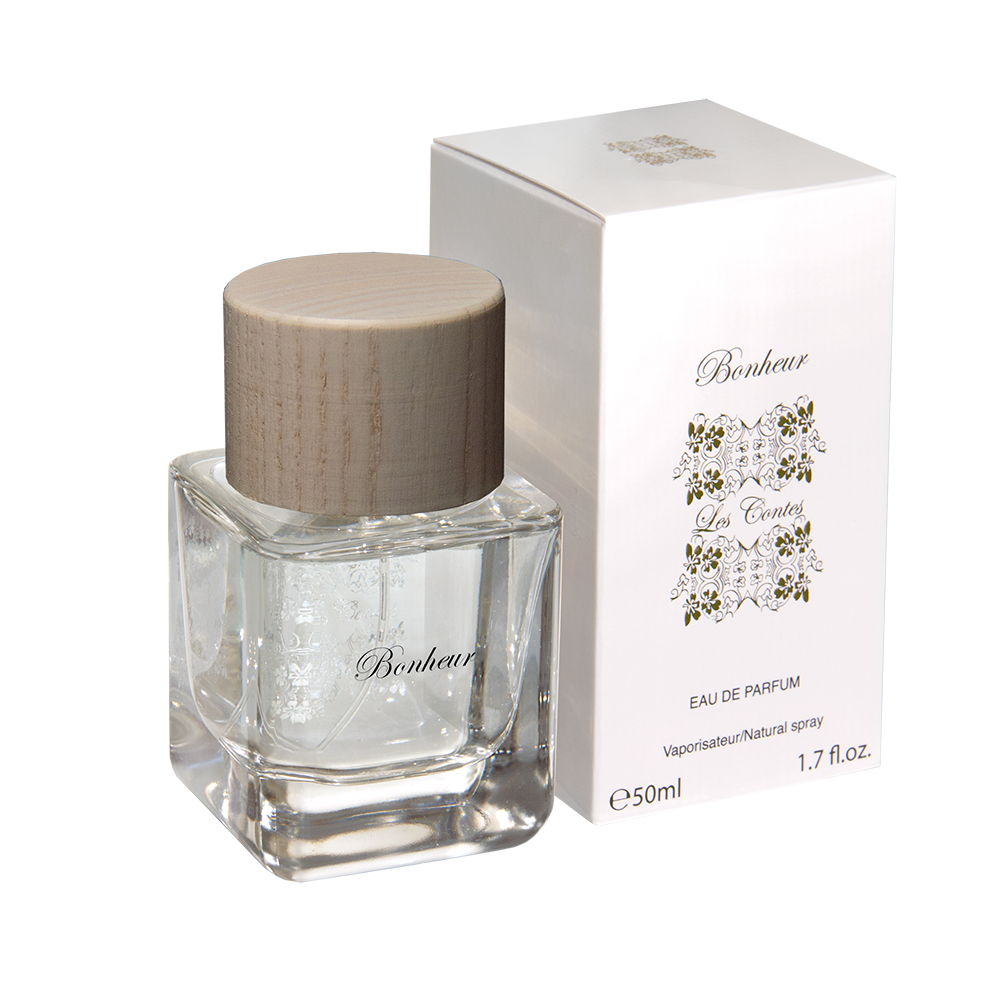 Bonheur
Les Contes
EAU DE PARFUM
Vaporisateur/Natural spray
℮50ml
1.7 fl.oz.
Bonheur